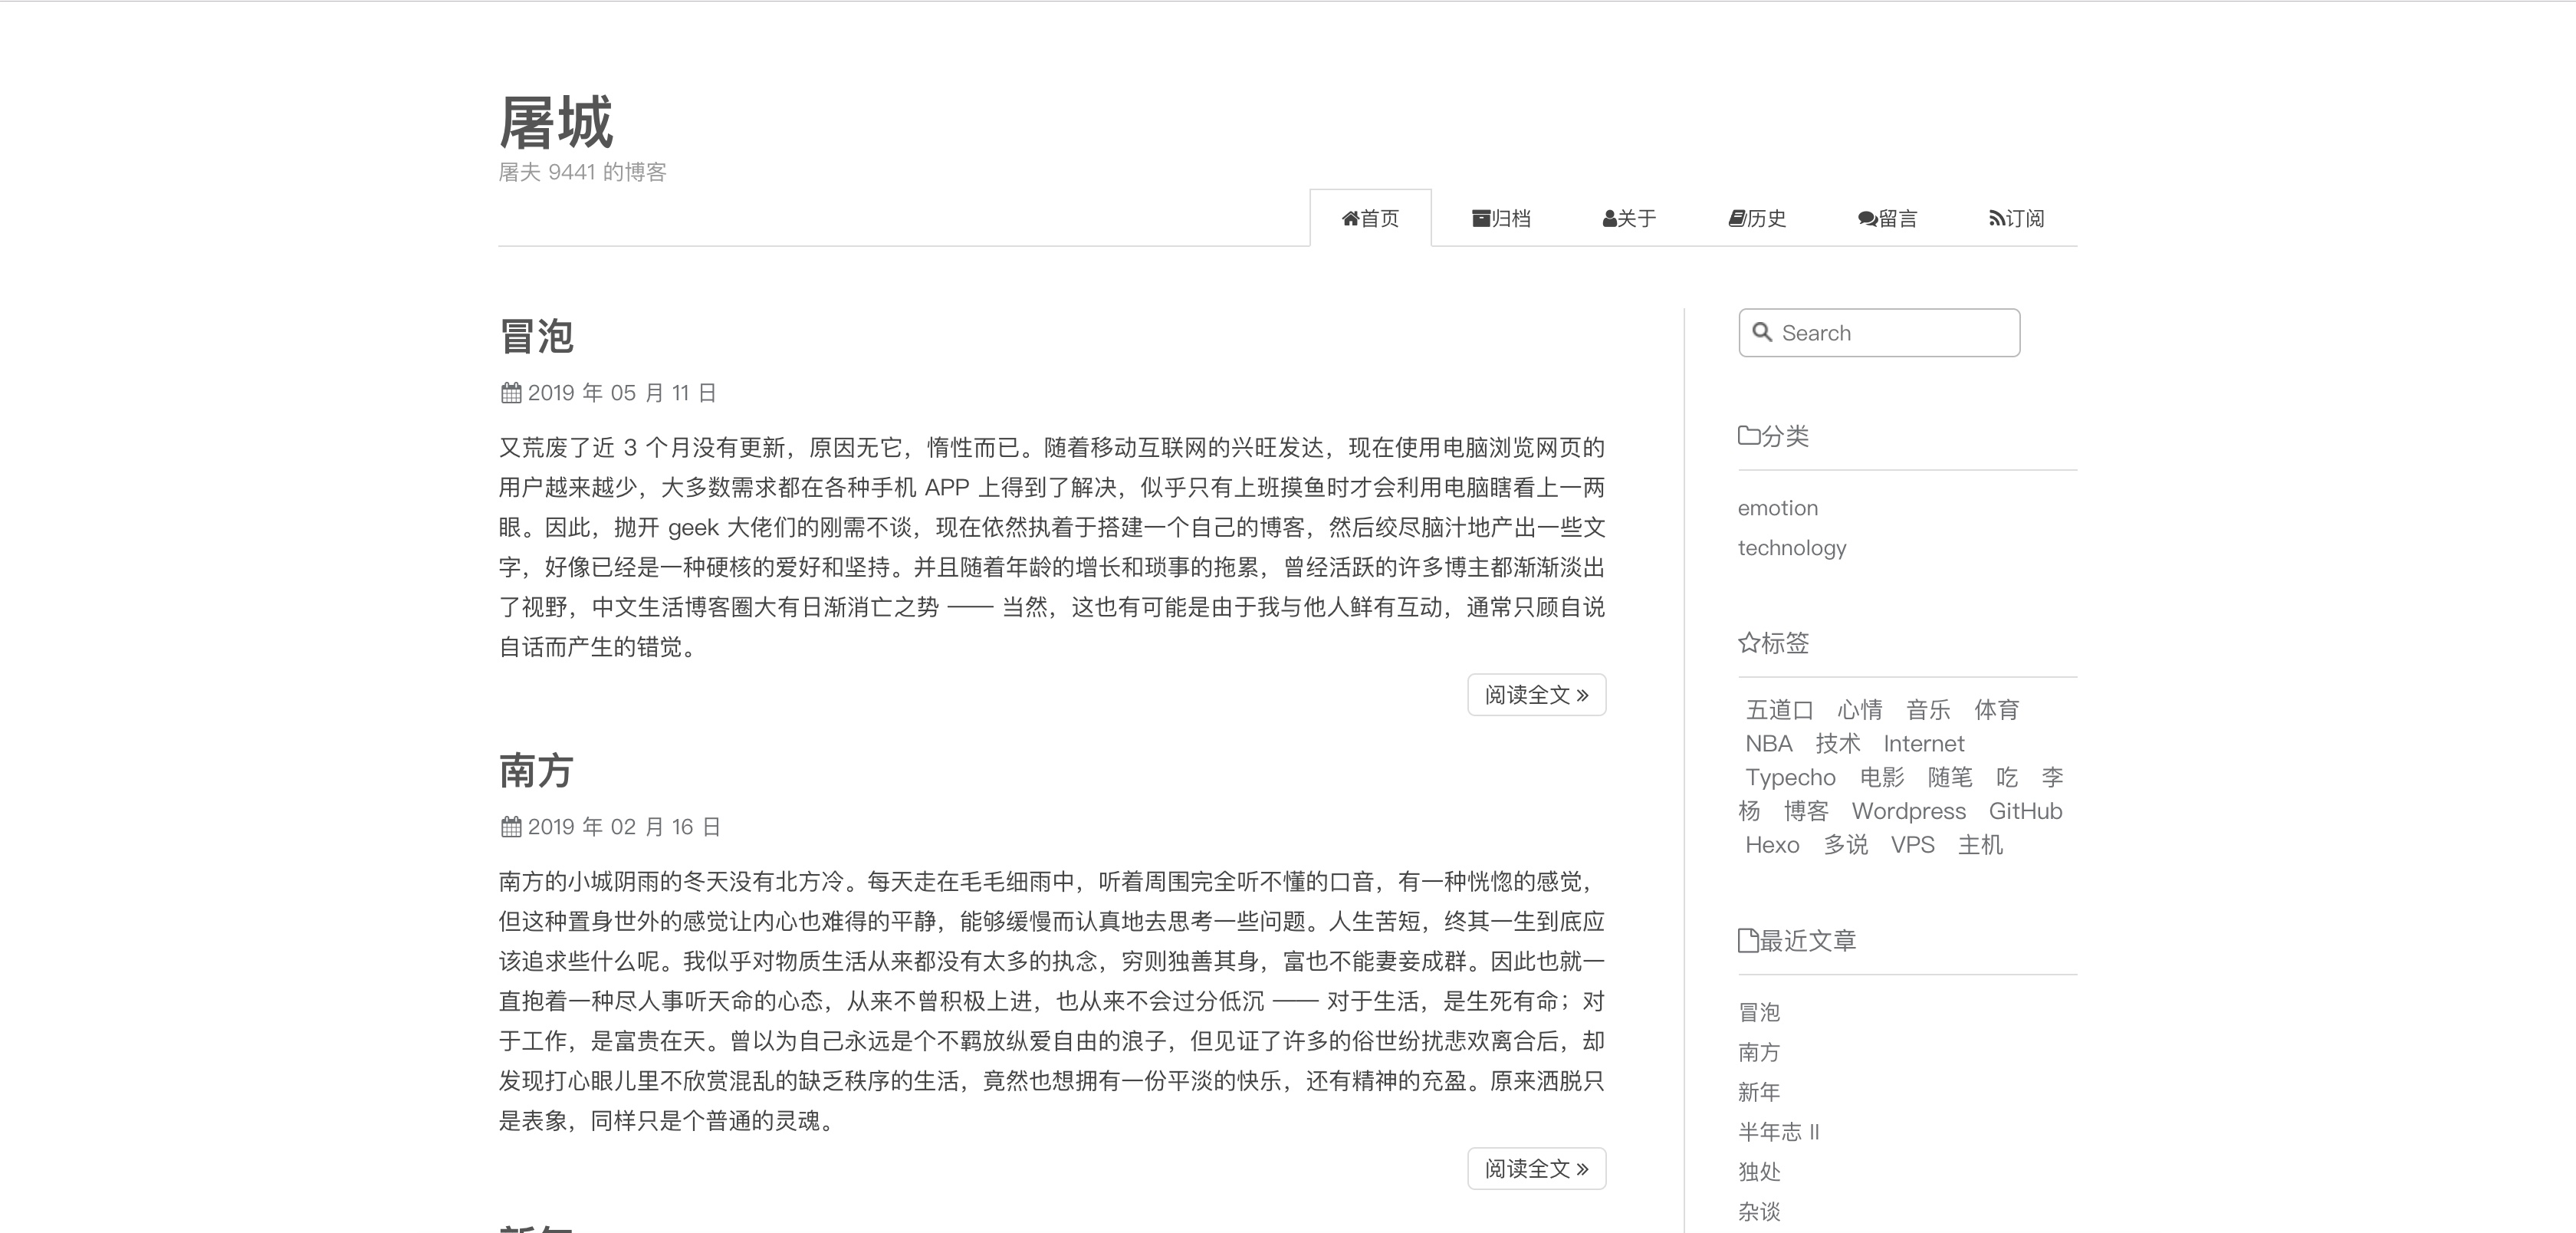 屠城
屠夫 9441 的博客
首页 归档 关于 历史 留言 订阅
冒泡
2019 年 05 月 11 日
又荒废了近 3 个月没有更新，原因无它，惰性而已。随着移动互联网的兴旺发达，现在使用电脑浏览网页的
用户越来越少，大多数需求都在各种手机 APP 上得到了解决，似乎只有上班摸鱼时才会利用电脑瞎看上一两
眼。因此，抛开 geek 大佬们的刚需不谈，现在依然执着于搭建一个自己的博客，然后绞尽脑汁地产出一些文
字，好像已经是一种硬核的爱好和坚持。并且随着年龄的增长和琐事的拖累，曾经活跃的许多博主都渐渐淡出
了视野，中文生活博客圈大有日渐消亡之势 —— 当然，这也有可能是由于我与他人鲜有互动，通常只顾自说
自话而产生的错觉。
阅读全文 »
南方
2019 年 02 月 16 日
南方的小城阴雨的冬天没有北方冷。每天走在毛毛细雨中，听着周围完全听不懂的口音，有一种恍惚的感觉，
但这种置身世外的感觉让内心也难得的平静，能够缓慢而认真地去思考一些问题。人生苦短，终其一生到底应
该追求些什么呢。我似乎对物质生活从来都没有太多的执念，穷则独善其身，富也不能妻妾成群。因此也就一
直抱着一种尽人事听天命的心态，从来不曾积极上进，也从来不会过分低沉 —— 对于生活，是生死有命；对
于工作，是富贵在天。曾以为自己永远是个不羁放纵爱自由的浪子，但见证了许多的俗世纷扰悲欢离合后，却
发现打心眼儿里不欣赏混乱的缺乏秩序的生活，竟然也想拥有一份平淡的快乐，还有精神的充盈。原来洒脱只
是表象，同样只是个普通的灵魂。
阅读全文 »
Search
分类
emotion
technology
标签
五道口 心情 音乐 体育
NBA 技术 Internet
Typecho 电影 随笔 吃 李
杨 博客 Wordpress GitHub
Hexo 多说 VPS 主机
最近文章
冒泡
南方
新年
半年志 II
独处
杂谈